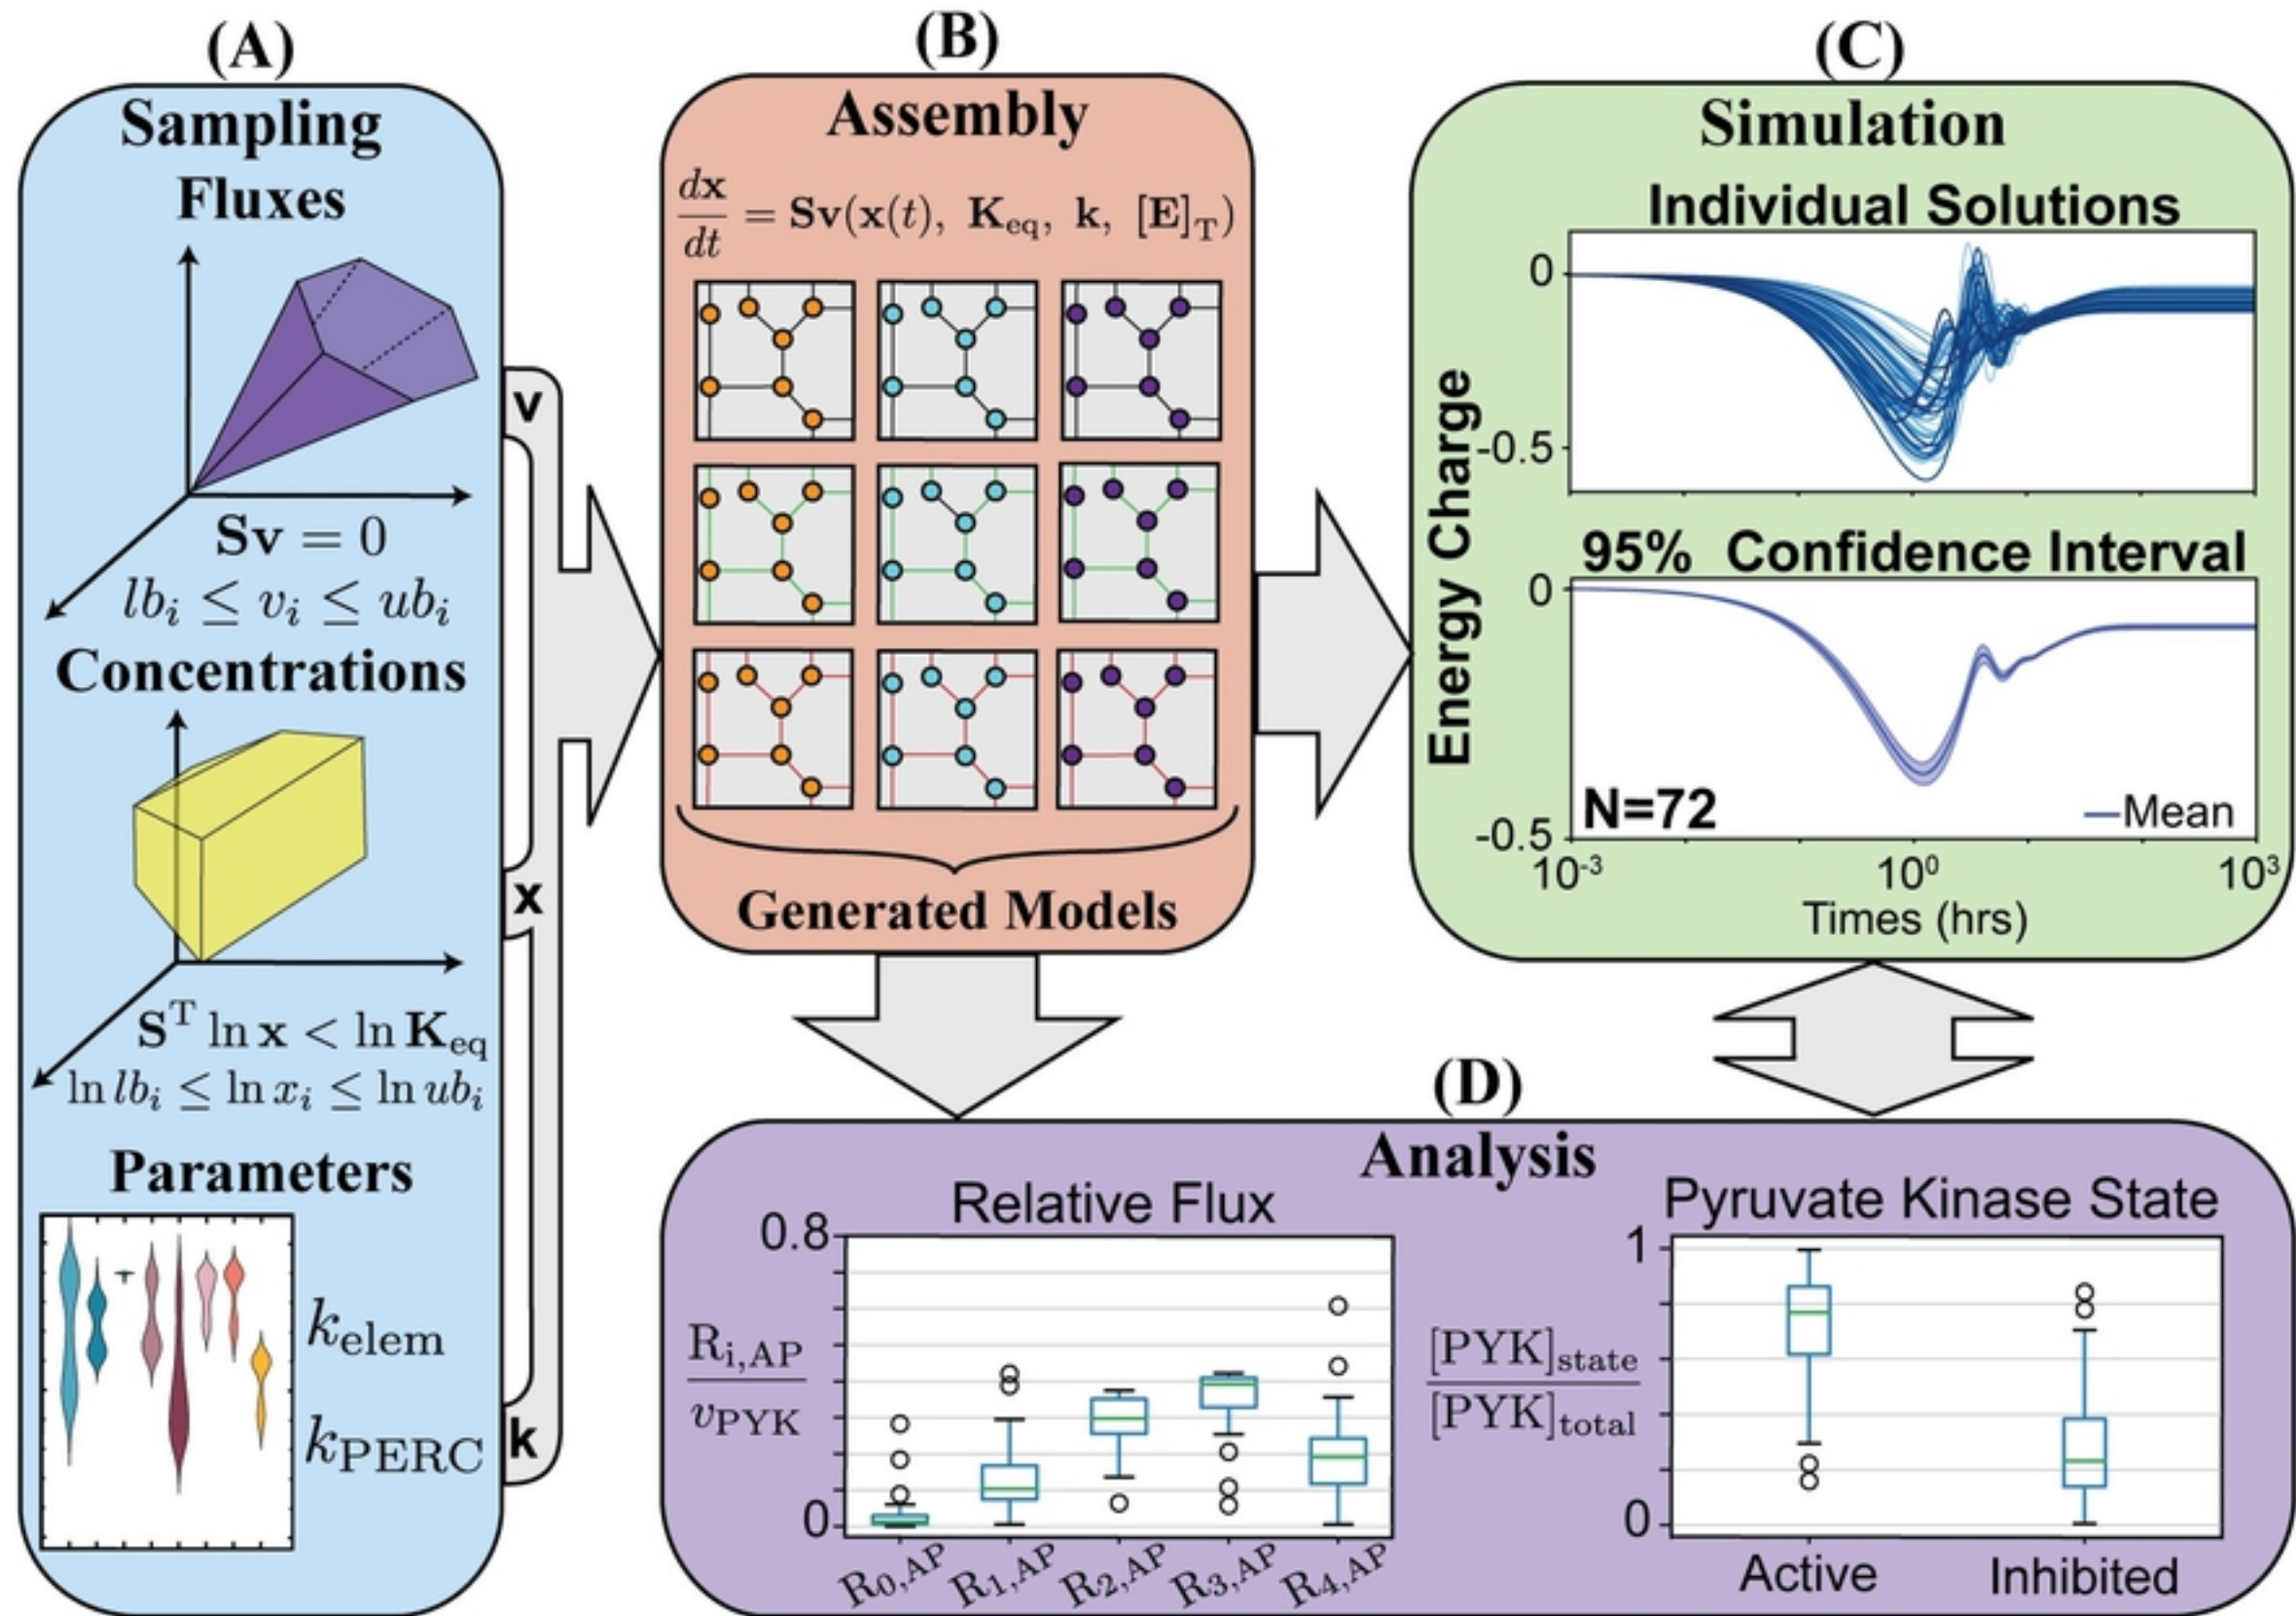 (A)
Sampling
Fluxes
Sv = 0
lb_i ≤ v_i ≤ ub_i
Concentrations
S^T ln x < ln K_eq
ln lb_i ≤ ln x_i ≤ ln ub_i
Parameters
k_elem
k_PERC
v
x
k
(B)
Assembly
dx/dt = Sv(x(t), K_eq, k, [E]_T)
Generated Models
(C)
Simulation
Individual Solutions
0
-0.5
Energy Charge
95% Confidence Interval
0
N=72
Mean
-0.5
10^-3 10^0 10^3
Times (hrs)
(D)
Analysis
Relative Flux
0.8
R_i,AP
v_PYK
0
R_0,AP R_1,AP R_2,AP R_3,AP R_4,AP
Pyruvate Kinase State
1
[PYK]_state
[PYK]_total
0
Active Inhibited